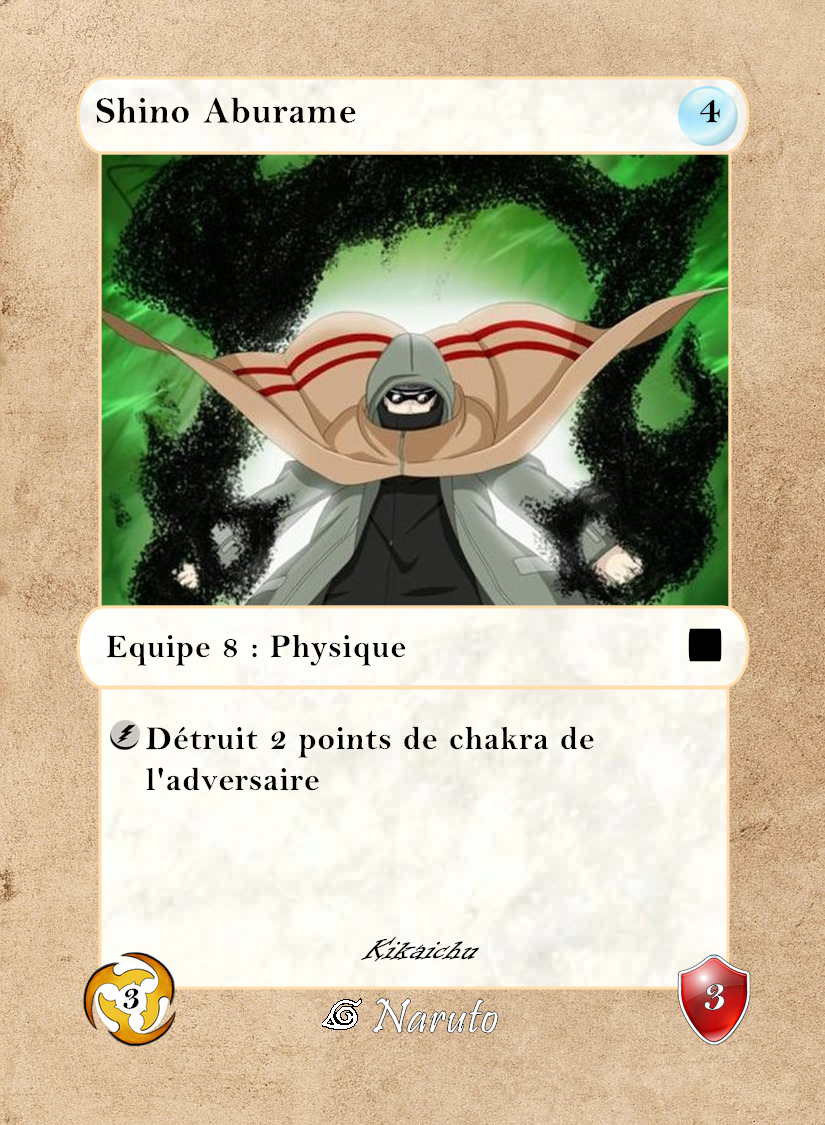 Shino Aburame
4
Equipe 8 : Physique
Détruit 2 points de chakra de
l'adversaire
Kikaichu
3
Naruto
3